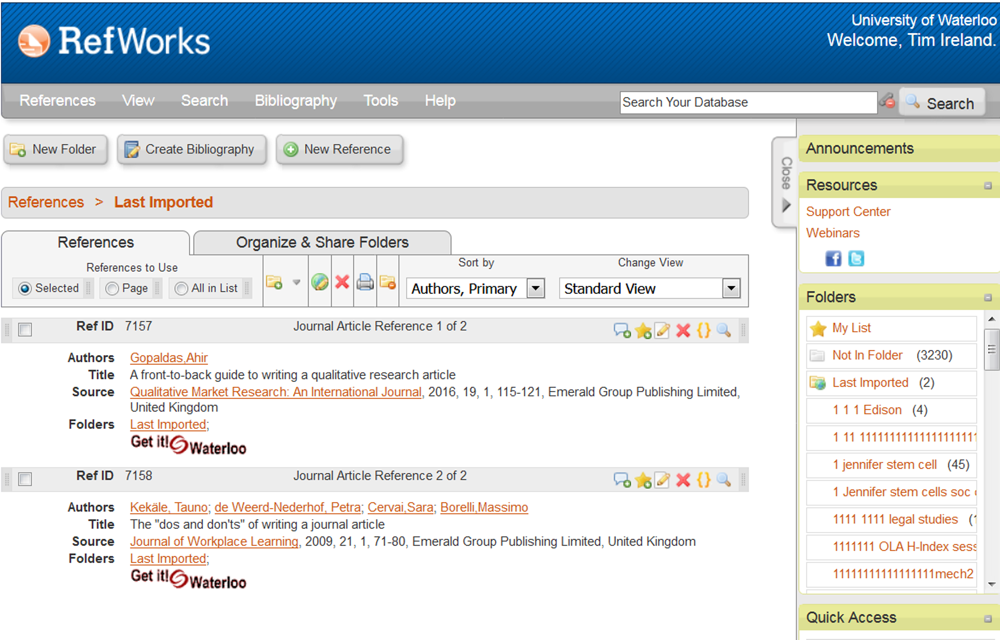 RefWorks
University of Waterloo
Welcome, Tim Ireland.
References View Search Bibliography Tools Help
Search Your Database
Search
New Folder
Create Bibliography
New Reference
References > Last Imported
References
Organize & Share Folders
References to Use
Selected
Page
All in List
Sort by
Authors, Primary
Change View
Standard View
Ref ID 7157 Journal Article Reference 1 of 2
Authors Gopaldas,Ahir
Title A front-to-back guide to writing a qualitative research article
Source Qualitative Market Research: An International Journal, 2016, 19, 1, 115-121, Emerald Group Publishing Limited,
United Kingdom
Folders Last Imported;
Get it! Waterloo
Ref ID 7158 Journal Article Reference 2 of 2
Authors Kekäle, Tauno; de Weerd-Nederhof, Petra; Cervai,Sara; Borelli,Massimo
Title The "dos and don'ts" of writing a journal article
Source Journal of Workplace Learning, 2009, 21, 1, 71-80, Emerald Group Publishing Limited, United Kingdom
Folders Last Imported;
Get it! Waterloo
Close
Announcements
Resources
Support Center
Webinars
Folders
My List
Not In Folder (3230)
Last Imported (2)
1 1 1 Edison (4)
1 11
1 jennifer stem cell (45)
1 Jennifer stem cells soc
1111 1111 legal studies
1111111 OLA H-Index
Quick Access